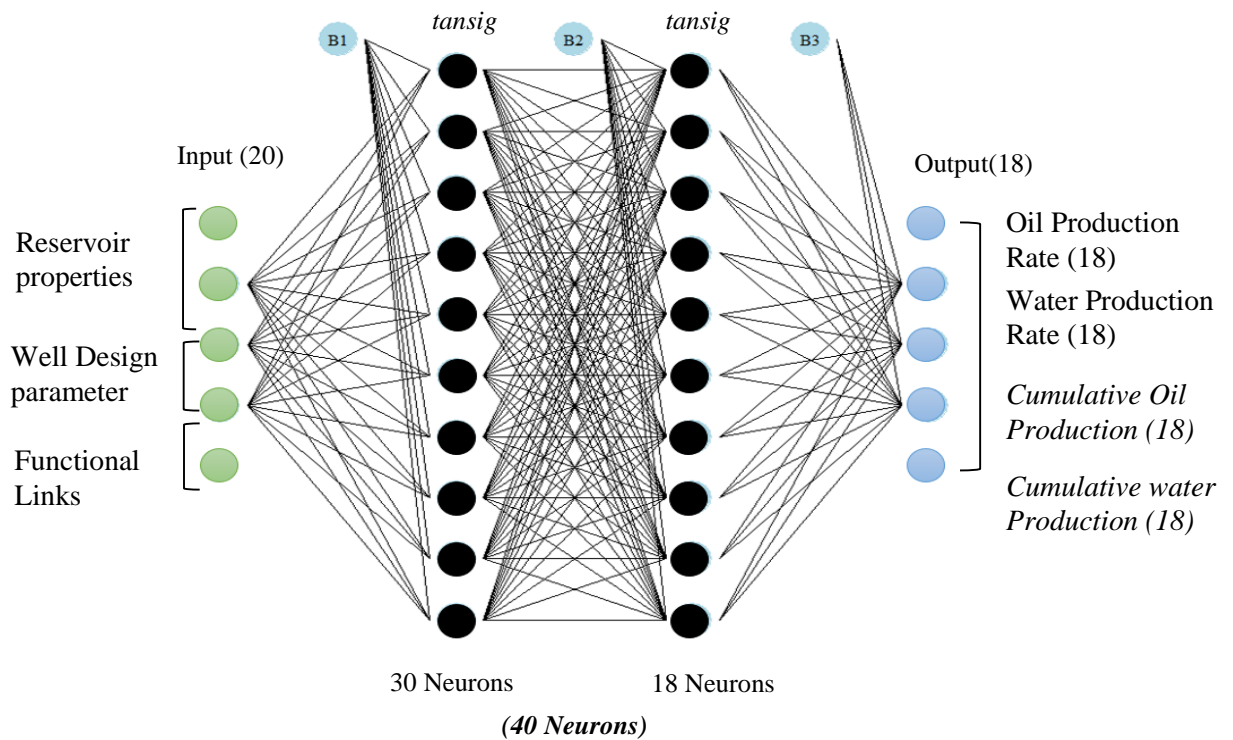 tansig
tansig
B1
B2
B3
Input (20)
Output(18)
Reservoir
properties
Well Design
parameter
Functional
Links
Oil Production
Rate (18)
Water Production
Rate (18)
Cumulative Oil
Production (18)
Cumulative water
Production (18)
30 Neurons
18 Neurons
(40 Neurons)